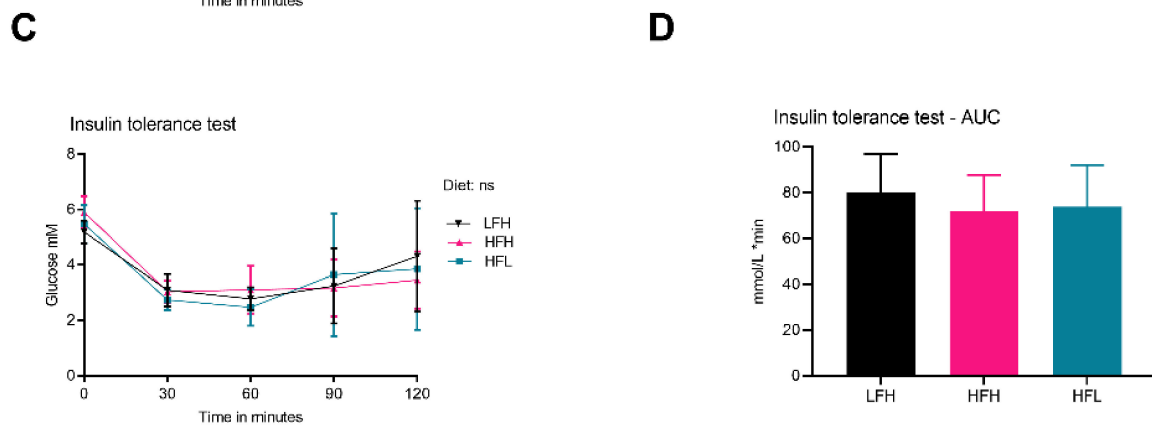 Time in minutes
C
D
Insulin tolerance test
8
6
4
2
0
Glucose mM
0 30 60 90 120
Time in minutes
Diet: ns
LFH
HFH
HFL
Insulin tolerance test - AUC
100
80
60
40
20
0
mmol/L *min
LFH HFH HFL